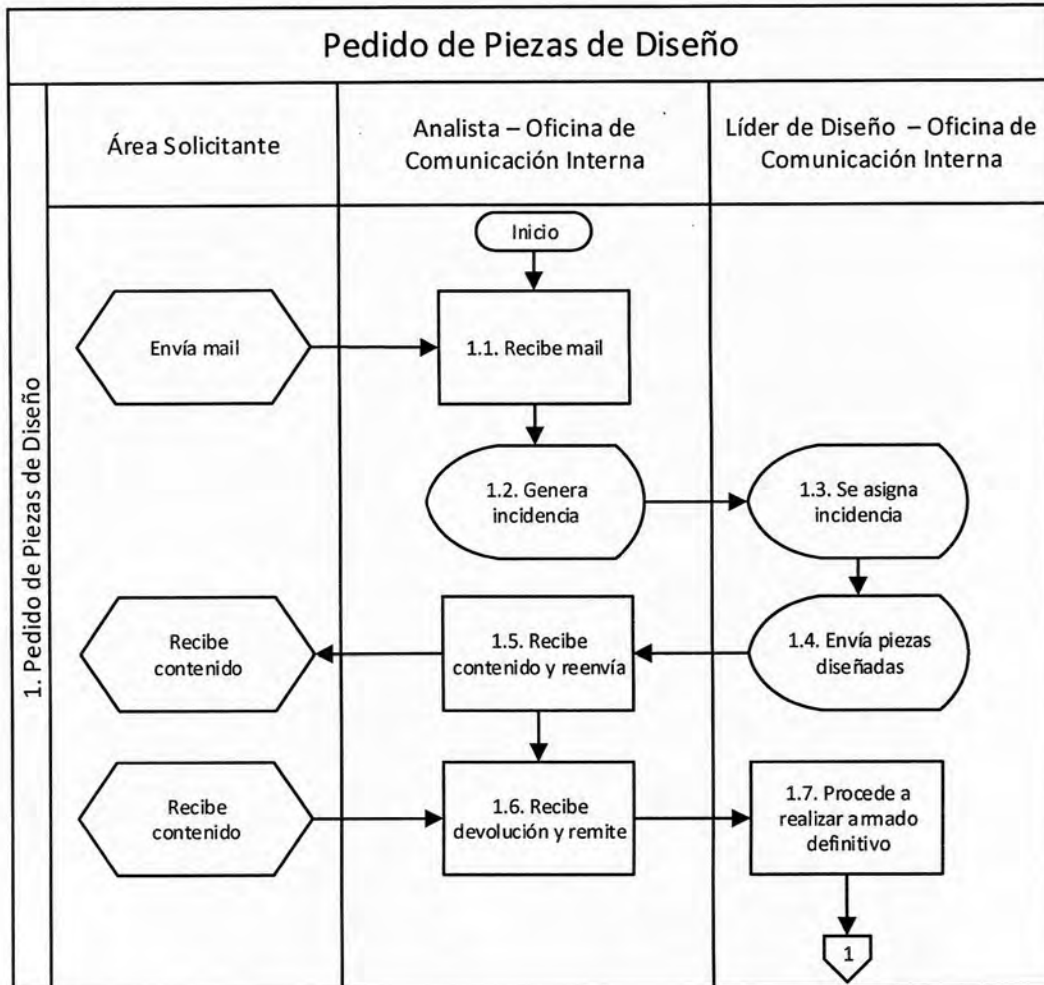 Pedido de Piezas de Diseño
1. Pedido de Piezas de Diseño
Área Solicitante
Analista – Oficina de
Comunicación Interna
Líder de Diseño – Oficina de
Comunicación Interna
Inicio
Envía mail
1.1. Recibe mail
1.2. Genera
incidencia
1.3. Se asigna
incidencia
Recibe
contenido
1.5. Recibe
contenido y reenvía
1.4. Envía piezas
diseñadas
Recibe
contenido
1.6. Recibe
devolución y remite
1.7. Procede a
realizar armado
definitivo
1